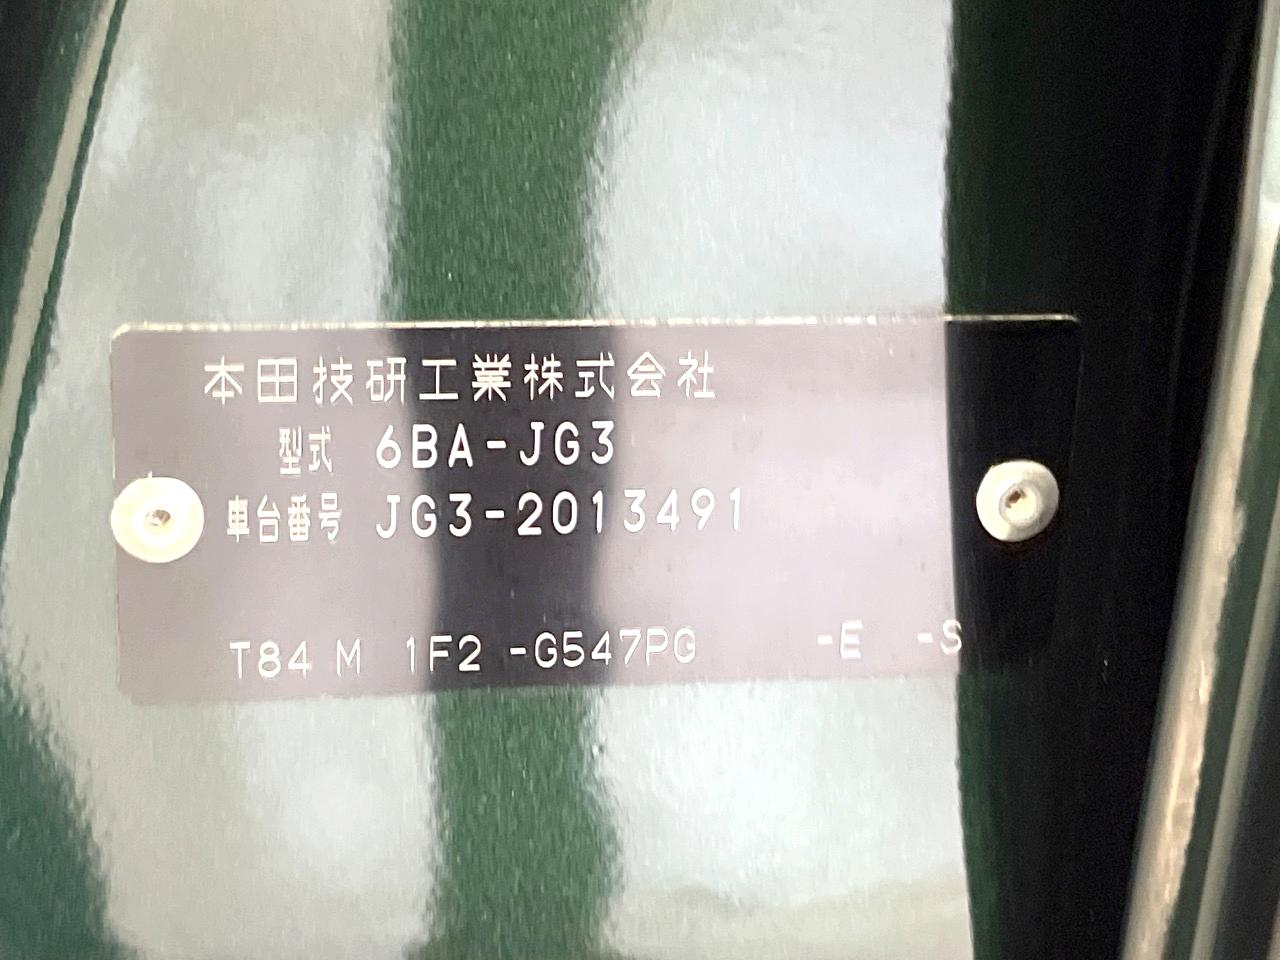 本田技研工業株式会社
型式 6BA-JG3
車台番号 JG3-2013491
T84 M 1F2 -G547PG -E -S